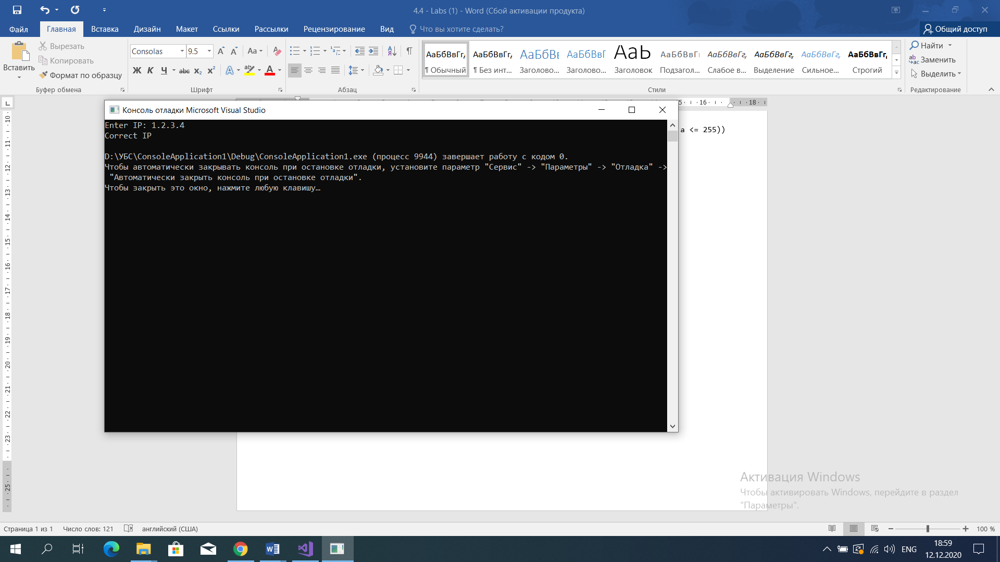 4.4 - Labs (1) - Word (Сбой активации продукта)
Файл Главная Вставка Дизайн Макет Ссылки Рассылки Рецензирование Вид Что вы хотите сделать? Общий доступ
Вставить
Вырезать
Копировать
Формат по образцу
Буфер обмена
Consolas 9.5
Ж К Ч abc x₂ x²
Шрифт
Абзац
АаБбВвГг, АаБбВвГг, АаБбВг АаБбВвГ АаБ АаБбВвГг АаБбВвГг, АаБбВвГг, АаБбВвГг, АаБбВвГг,
¶ Обычный ¶ Без инт... Заголово... Заголово... Заголовок Подзагол... Слабое в... Выделение Сильное... Строгий
Стили
Найти
Заменить
Выделить
Редактирование
Консоль отладки Microsoft Visual Studio
Enter IP: 1.2.3.4
Correct IP
D:\УБС\ConsoleApplication1\Debug\ConsoleApplication1.exe (процесс 9944) завершает работу с кодом 0.
Чтобы автоматически закрывать консоль при остановке отладки, установите параметр "Сервис" -> "Параметры" -> "Отладка" ->
"Автоматически закрыть консоль при остановке отладки".
Чтобы закрыть это окно, нажмите любую клавишу…
a <= 255))
Активация Windows
Чтобы активировать Windows, перейдите в раздел
"Параметры".
Страница 1 из 1 Число слов: 121 английский (США) 100 %
ENG
18:59
12.12.2020